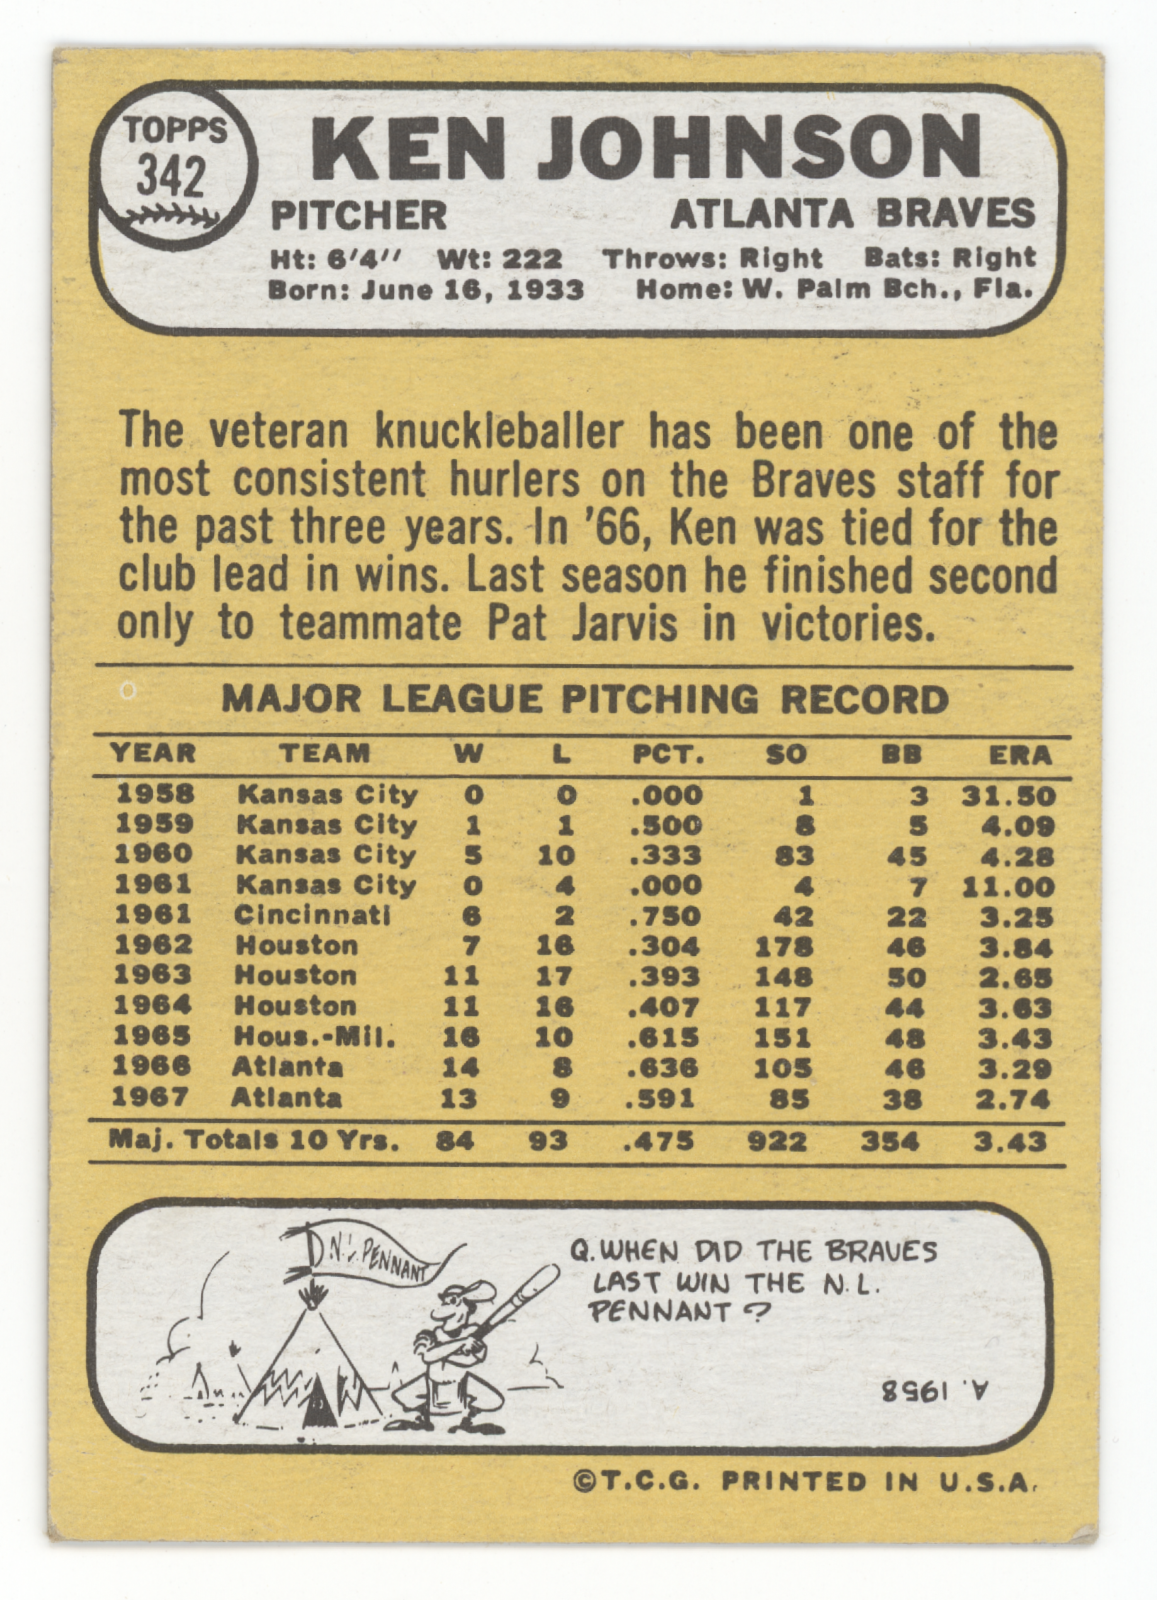 TOPPS
342
KEN JOHNSON
PITCHER ATLANTA BRAVES
Ht: 6'4" Wt: 222 Throws: Right Bats: Right
Born: June 16, 1933 Home: W. Palm Bch., Fla.
The veteran knuckleballer has been one of the
most consistent hurlers on the Braves staff for
the past three years. In '66, Ken was tied for the
club lead in wins. Last season he finished second
only to teammate Pat Jarvis in victories.
MAJOR LEAGUE PITCHING RECORD
YEAR TEAM W L PCT. SO BB ERA
1958 Kansas City 0 0 .000 1 3 31.50
1959 Kansas City 1 1 .500 8 5 4.09
1960 Kansas City 5 10 .333 83 45 4.28
1961 Kansas City 0 4 .000 4 7 11.00
1961 Cincinnati 6 2 .750 42 22 3.25
1962 Houston 7 16 .304 178 46 3.84
1963 Houston 11 17 .393 148 50 2.65
1964 Houston 11 16 .407 117 44 3.63
1965 Hous.-Mil. 16 10 .615 151 48 3.43
1966 Atlanta 14 8 .636 105 46 3.29
1967 Atlanta 13 9 .591 85 38 2.74
Maj. Totals 10 Yrs. 84 93 .475 922 354 3.43
N.L. PENNANT
Q. WHEN DID THE BRAVES
LAST WIN THE N.L.
PENNANT?
A. 1958
©T.C.G. PRINTED IN U.S.A.